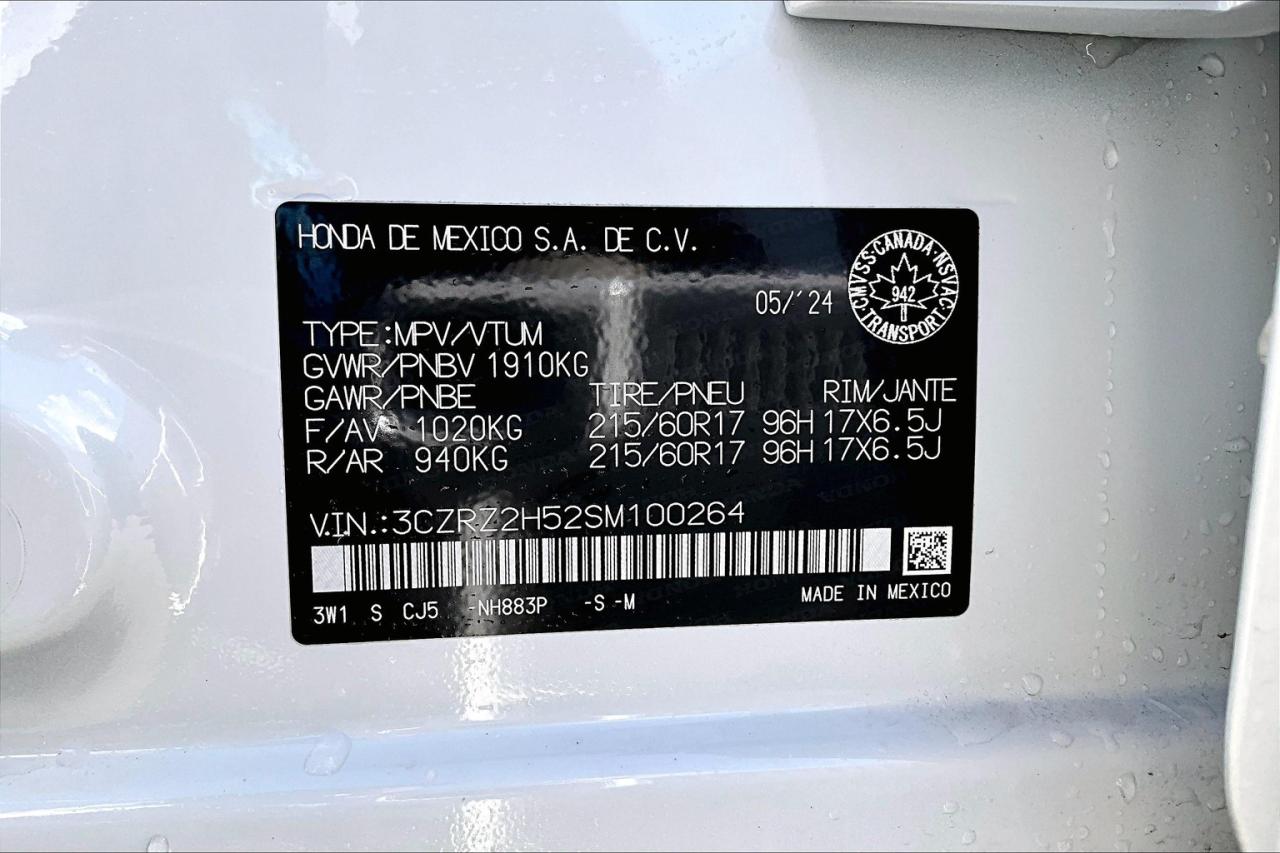 HONDA DE MEXICO S.A. DE C.V.
05/'24
CMVSS·CANADA·NSVAC·TRANSPORT
942
TYPE:MPV/VTUM
GVWR/PNBV 1910KG
GAWR/PNBE TIRE/PNEU RIM/JANTE
F/AV 1020KG 215/60R17 96H 17X6.5J
R/AR 940KG 215/60R17 96H 17X6.5J
V.IN.:3CZRZ2H52SM100264
3W1 S CJ5 -NH883P -S -M MADE IN MEXICO